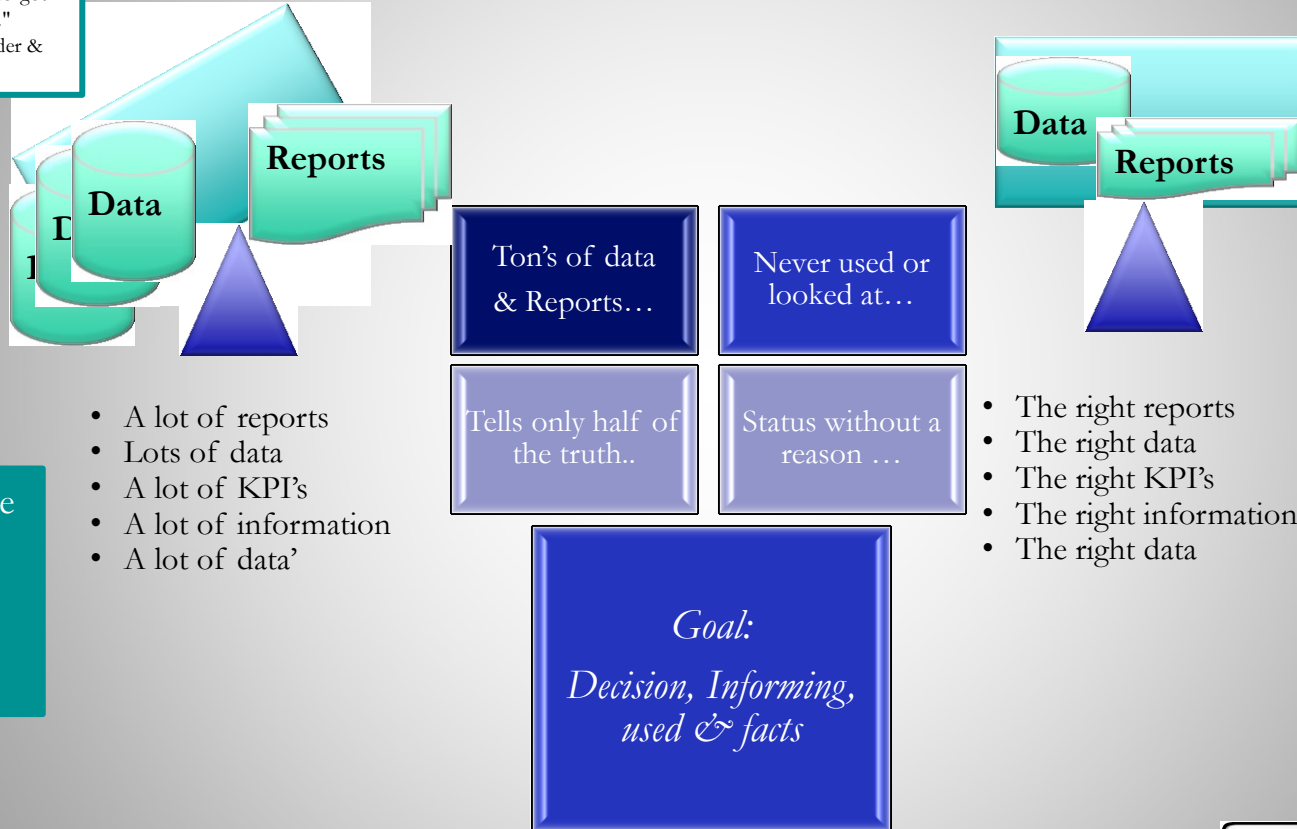 ."
der &
Data
Reports
Data
Reports
Ton's of data
& Reports…
Never used or
looked at…
Tells only half of
the truth..
Status without a
reason …
• A lot of reports
• Lots of data
• A lot of KPI's
• A lot of information
• A lot of data'
• The right reports
• The right data
• The right KPI's
• The right information
• The right data
e
Goal:
Decision, Informing,
used & facts